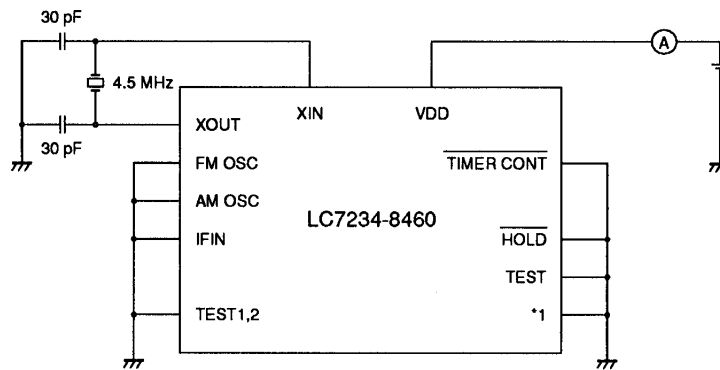 30 pF
A
4.5 MHz
XIN
VDD
XOUT
30 pF
FM OSC
TIMER CONT
AM OSC
LC7234-8460
IFIN
HOLD
TEST
TEST1,2
*1